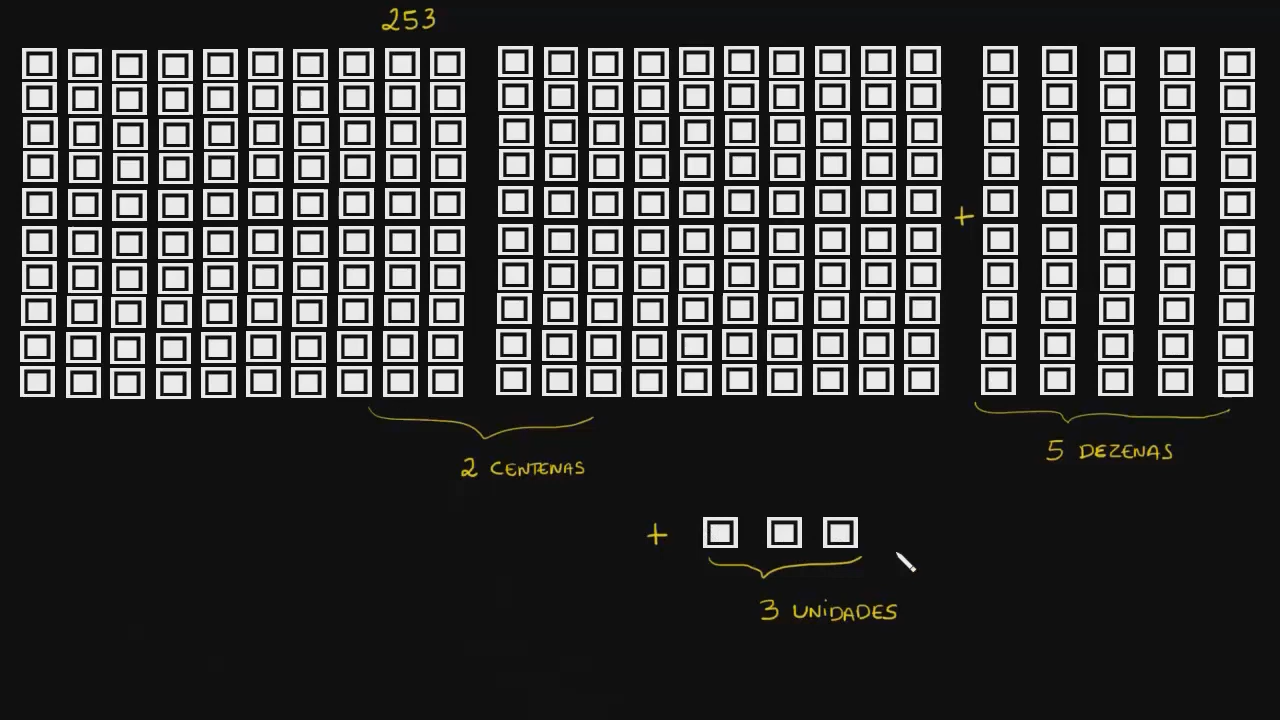 253
+
2 CENTENAS
5 DEZENAS
+
3 UNIDADES